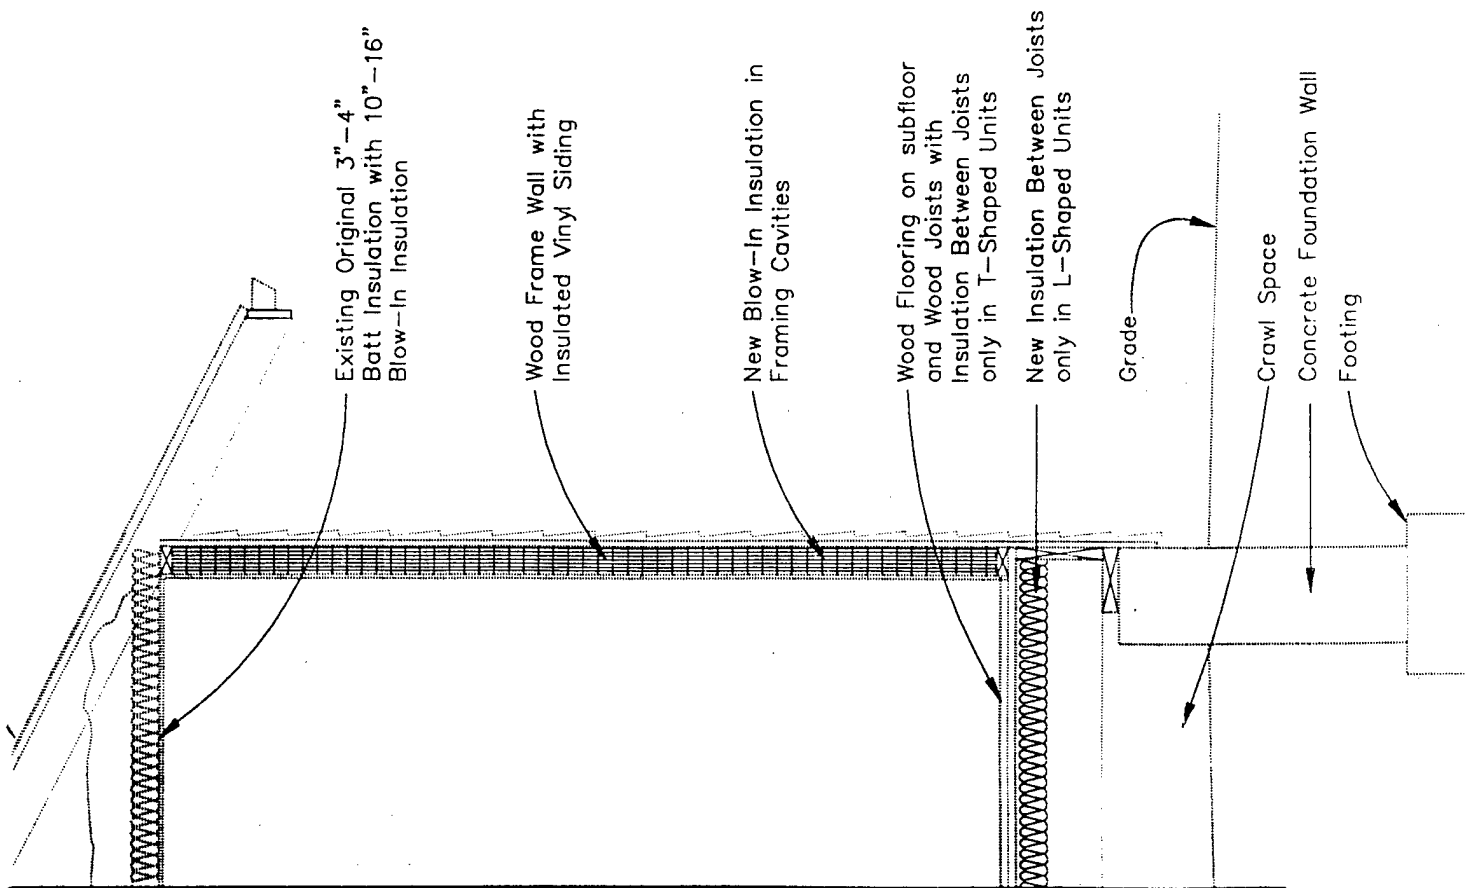 Existing Original 3"-4"
Batt Insulation with 10"-16"
Blow-In Insulation
Wood Frame Wall with
Insulated Vinyl Siding
New Blow-In Insulation in
Framing Cavities
Wood Flooring on subfloor
and Wood Joists with
Insulation Between Joists
only in T-Shaped Units
New Insulation Between Joists
only in L-Shaped Units
Grade
Crawl Space
Concrete Foundation Wall
Footing